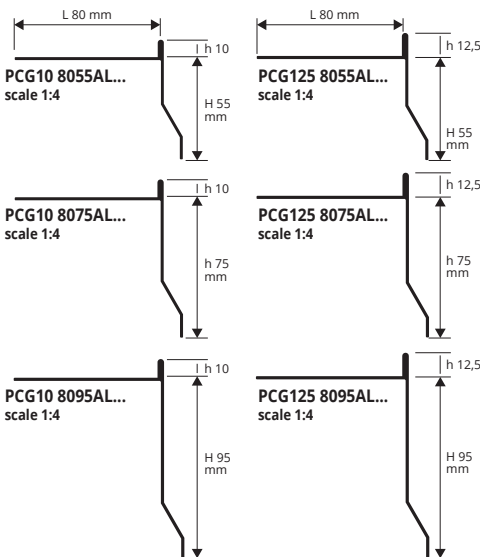 L 80 mm
h 10
PCG10 8055AL...
scale 1:4
H 55
mm
L 80 mm
h 12,5
PCG125 8055AL...
scale 1:4
H 55
mm
h 10
PCG10 8075AL...
scale 1:4
h 75
mm
h 12,5
PCG125 8075AL...
scale 1:4
h 75
mm
h 10
PCG10 8095AL...
scale 1:4
H 95
mm
h 12,5
PCG125 8095AL...
scale 1:4
H 95
mm